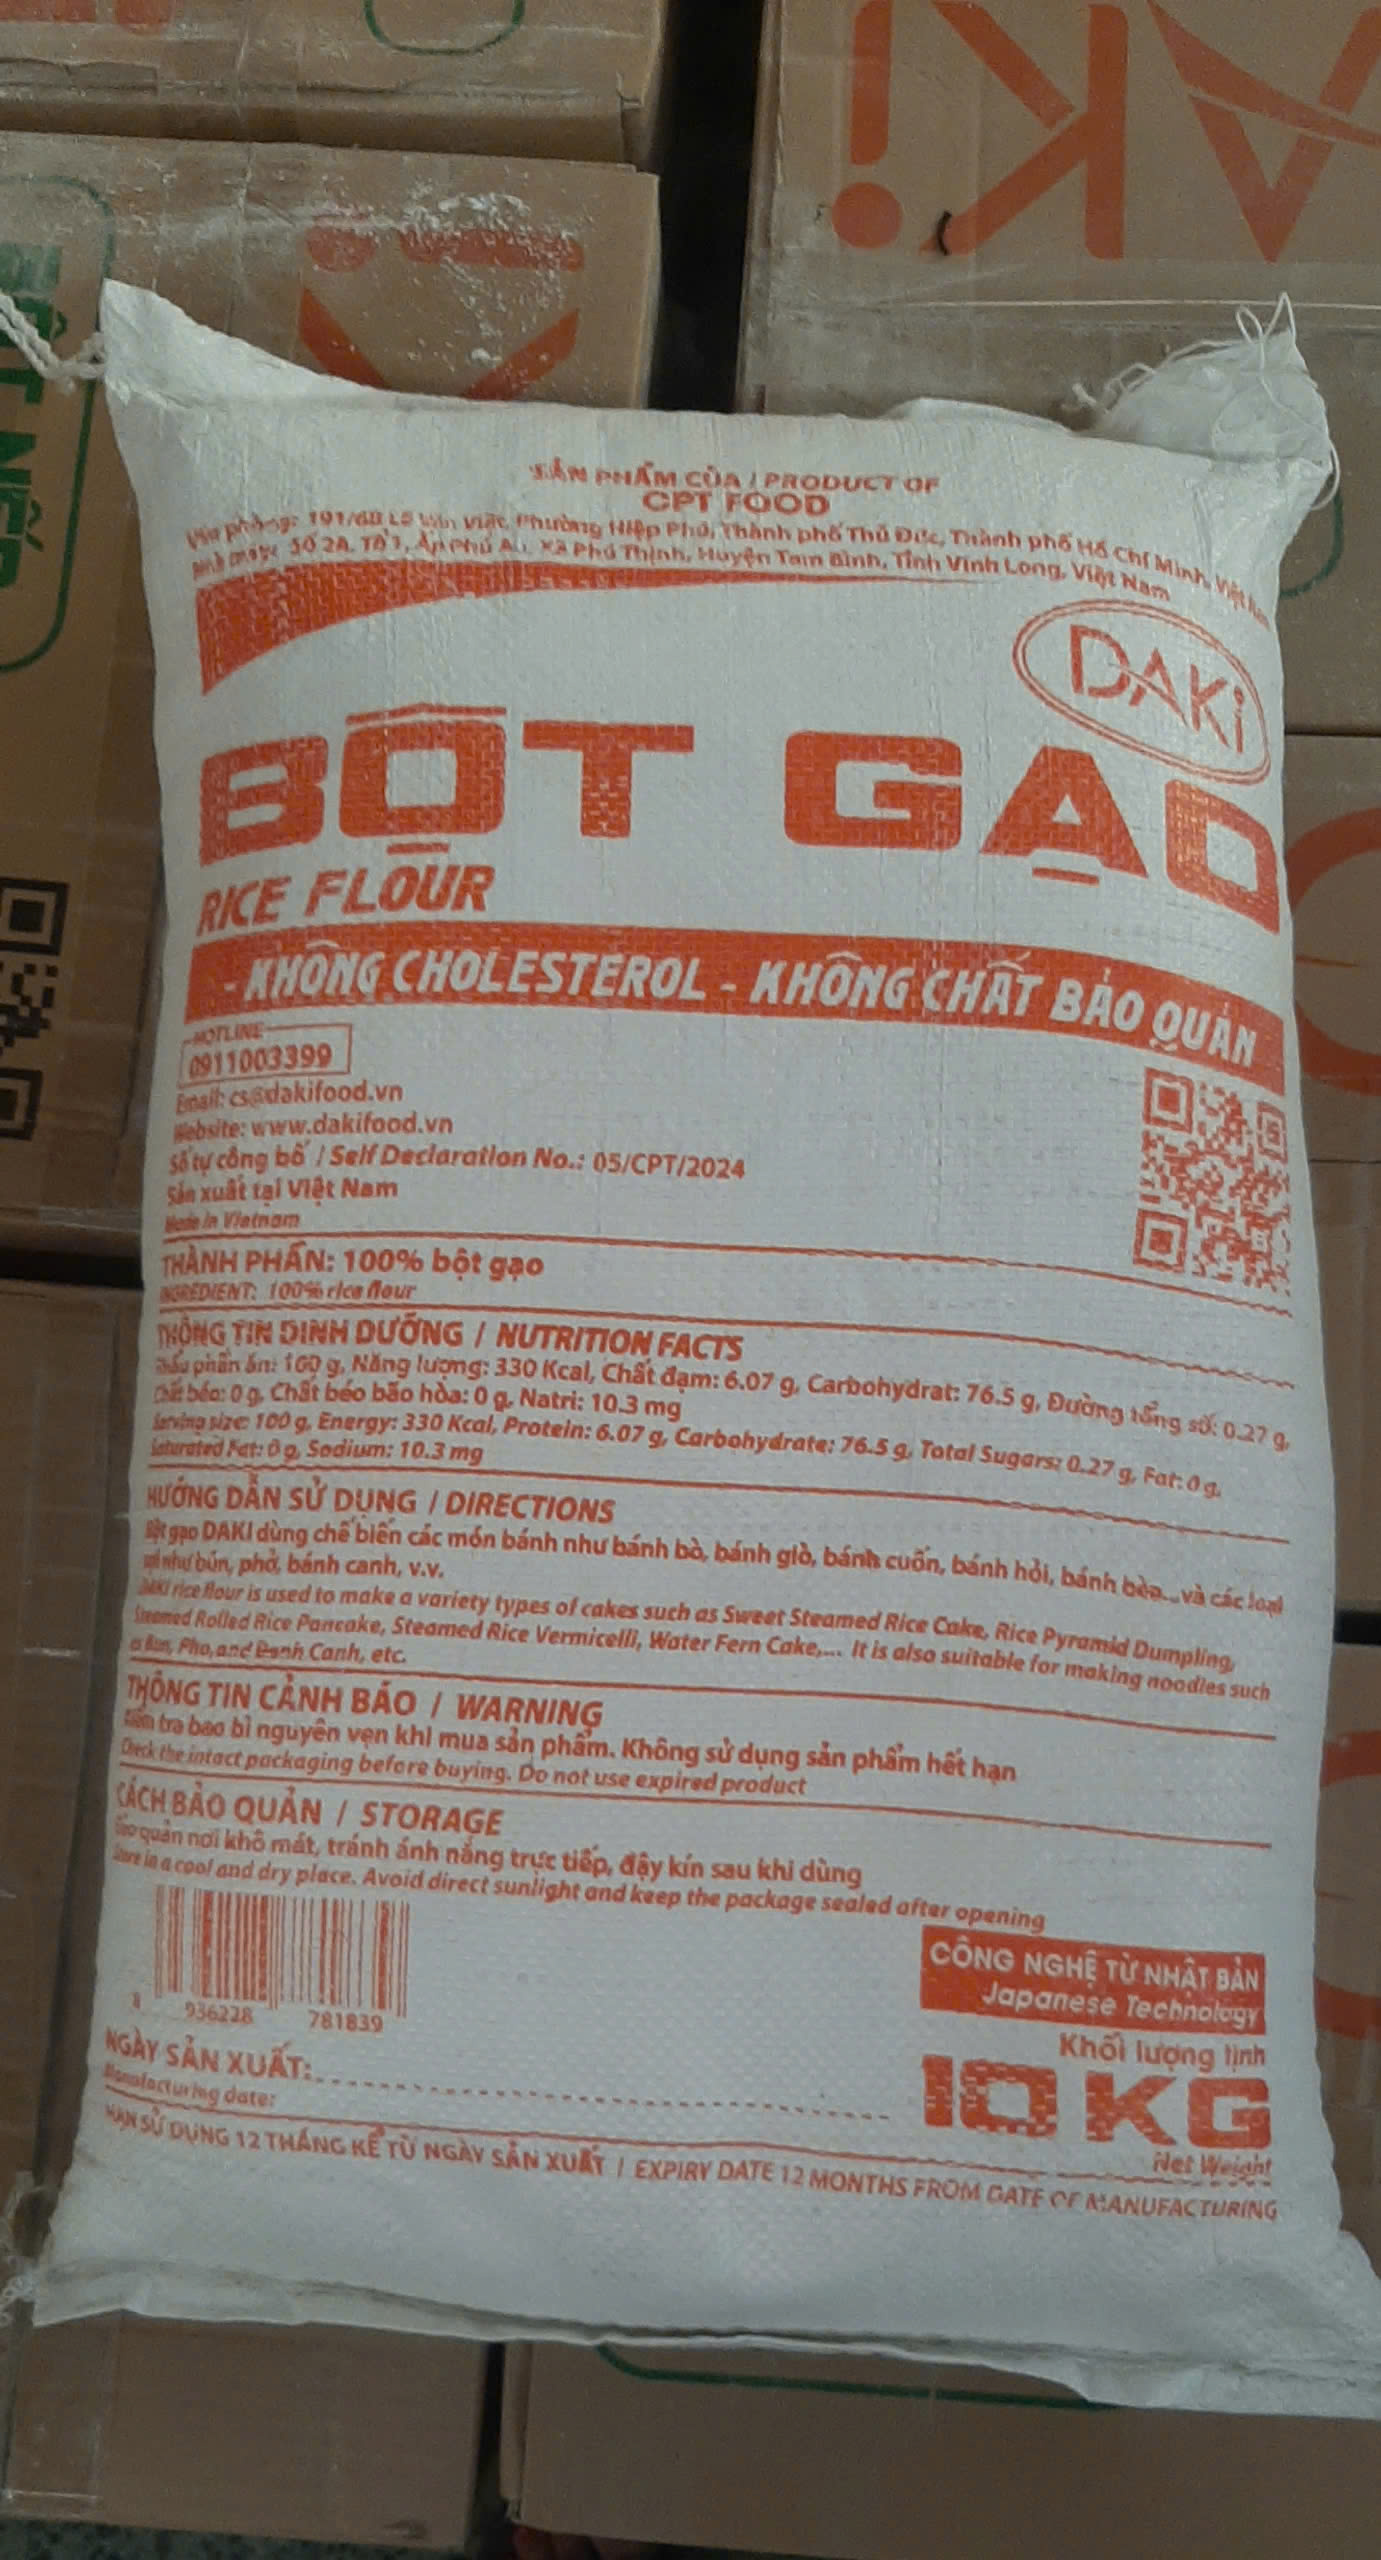 SẢN PHẨM CỦA / PRODUCT OF
CPT FOOD
Văn phòng: 191/6B Lê Văn Việt, Phường Hiệp Phú, Thành phố Thủ Đức, Thành phố Hồ Chí Minh, Việt Nam
Số 2A, Tổ 1, Ấp Phú Xã Phú Thịnh, Huyện Tam Bình, Tỉnh Vĩnh Long, Việt Nam
DAKi
BỘT GẠO
RICE FLOUR
- KHÔNG CHOLESTEROL - KHÔNG CHẤT BẢO QUẢN
HOTLINE
0911003399
Email: cs@dakifood.vn
Website: www.dakifood.vn
Số tự công bố / Self Declaration No.: 05/CPT/2024
Sản xuất tại Việt Nam
Made in Vietnam
THÀNH PHẦN: 100% bột gạo
INGREDIENT: 100% rice flour
THÔNG TIN DINH DƯỠNG / NUTRITION FACTS
Khẩu phần ăn: 100 g, Năng lượng: 330 Kcal, Chất đạm: 6.07 g, Carbohydrat: 76.5 g, Đường tổng số: 0.27 g,
Chất béo: 0 g, Chất béo bão hòa: 0 g, Natri: 10.3 mg
Serving size: 100 g, Energy: 330 Kcal, Protein: 6.07 g, Carbohydrate: 76.5 g, Total Sugars: 0.27 g, Fat: 0 g,
Saturated Fat: 0 g, Sodium: 10.3 mg
HƯỚNG DẪN SỬ DỤNG / DIRECTIONS
Bột gạo DAKI dùng chế biến các món bánh như bánh bò, bánh giò, bánh cuốn, bánh hỏi, bánh bèo...và các loại
sợi như bún, phở, bánh canh, v.v.
DAKI rice flour is used to make a variety types of cakes such as Sweet Steamed Rice Cake, Rice Pyramid Dumpling,
Steamed Rolled Rice Pancake, Steamed Rice Vermicelli, Water Fern Cake,... It is also suitable for making noodles such
as Bun, Pho, and Banh Canh, etc.
THÔNG TIN CẢNH BÁO / WARNING
Kiểm tra bao bì nguyên vẹn khi mua sản phẩm. Không sử dụng sản phẩm hết hạn
Check the intact packaging before buying. Do not use expired product
CÁCH BẢO QUẢN / STORAGE
Bảo quản nơi khô mát, tránh ánh nắng trực tiếp, đậy kín sau khi dùng
Store in a cool and dry place. Avoid direct sunlight and keep the package sealed after opening
8 936228 781839
CÔNG NGHỆ TỪ NHẬT BẢN
Japanese Technology
Khối lượng tịnh
10 KG
Net Weight
NGÀY SẢN XUẤT:
Manufacturing date:
HẠN SỬ DỤNG 12 THÁNG KỂ TỪ NGÀY SẢN XUẤT / EXPIRY DATE 12 MONTHS FROM DATE OF MANUFACTURING
AKi
BỘT NẾP